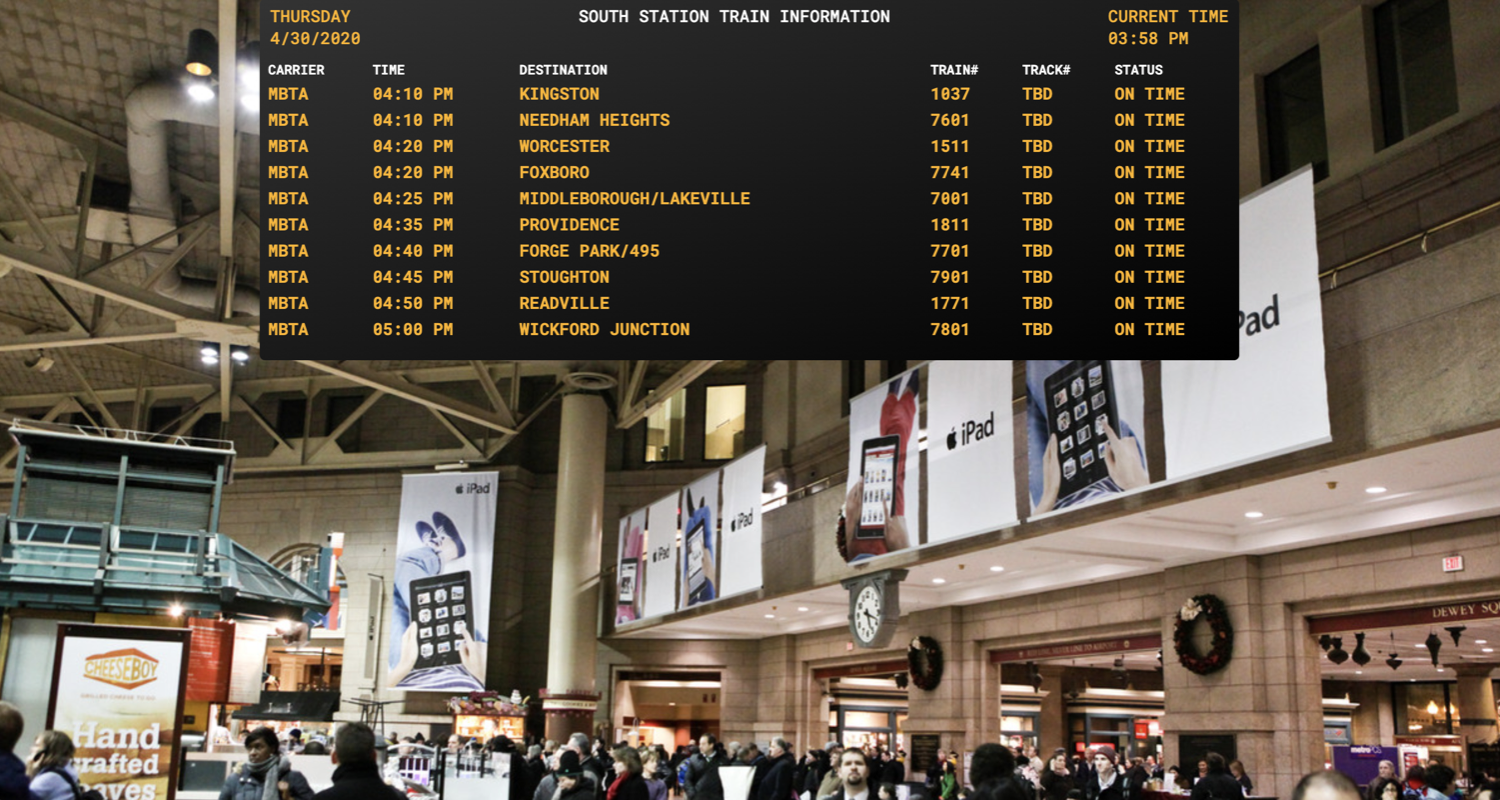 THURSDAY
4/30/2020
SOUTH STATION TRAIN INFORMATION
CURRENT TIME
03:58 PM
CARRIER TIME DESTINATION TRAIN# TRACK# STATUS
MBTA 04:10 PM KINGSTON 1037 TBD ON TIME
MBTA 04:10 PM NEEDHAM HEIGHTS 7601 TBD ON TIME
MBTA 04:20 PM WORCESTER 1511 TBD ON TIME
MBTA 04:20 PM FOXBORO 7741 TBD ON TIME
MBTA 04:25 PM MIDDLEBOROUGH/LAKEVILLE 7001 TBD ON TIME
MBTA 04:35 PM PROVIDENCE 1811 TBD ON TIME
MBTA 04:40 PM FORGE PARK/495 7701 TBD ON TIME
MBTA 04:45 PM STOUGHTON 7901 TBD ON TIME
MBTA 04:50 PM READVILLE 1771 TBD ON TIME
MBTA 05:00 PM WICKFORD JUNCTION 7801 TBD ON TIME
Pad
iPad
iPad
iPad
iPad
EXIT
DEWEY SQ
CHEESEBOY
GRILLED CHEESE TO GO
Hand
rafted
aves
metroPCS